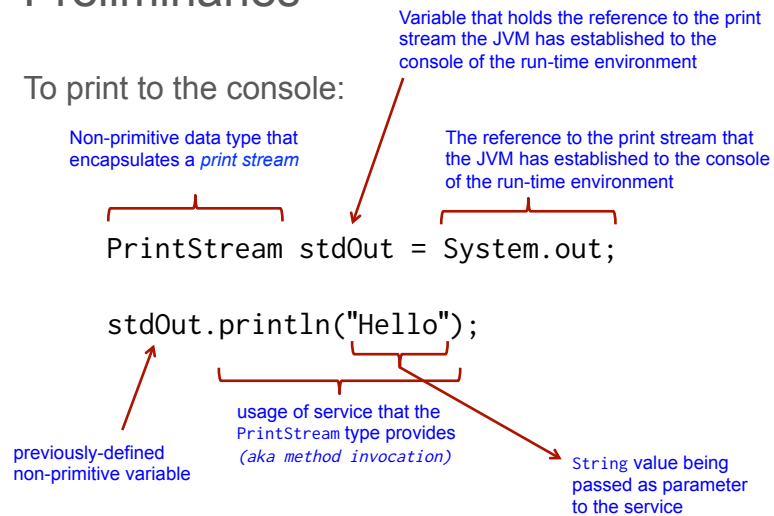 Preliminaries
Variable that holds the reference to the print
stream the JVM has established to the
console of the run-time environment
To print to the console:
Non-primitive data type that
encapsulates a print stream
The reference to the print stream that
the JVM has established to the console
of the run-time environment
PrintStream stdOut = System.out;
stdOut.println("Hello");
usage of service that the
PrintStream type provides
(aka method invocation)
previously-defined
non-primitive variable
String value being
passed as parameter
to the service